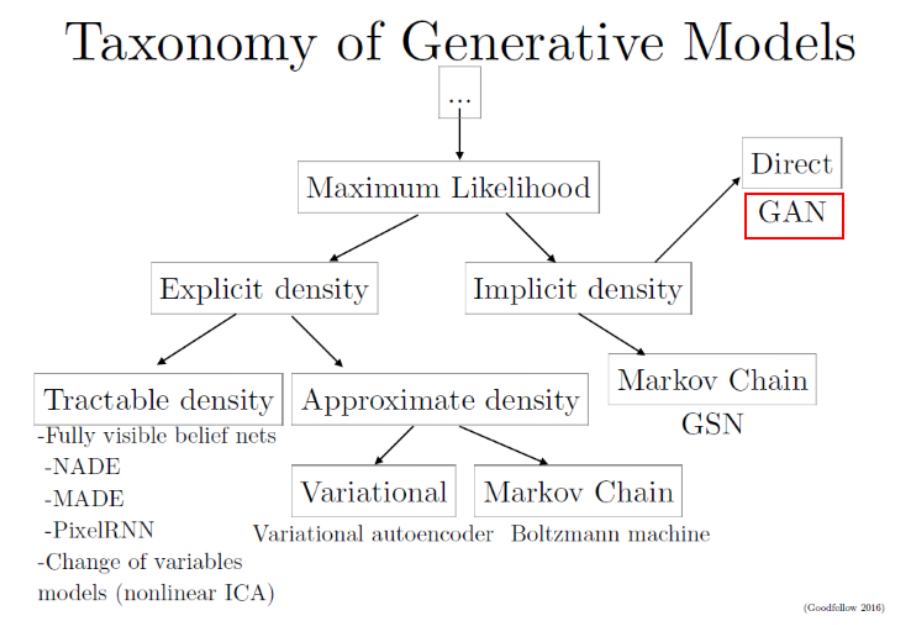 Taxonomy of Generative Models
...
Maximum Likelihood
Direct
GAN
Explicit density
Implicit density
Tractable density
-Fully visible belief nets
-NADE
-MADE
-PixelRNN
-Change of variables
models (nonlinear ICA)
Approximate density
Markov Chain
GSN
Variational
Variational autoencoder
Markov Chain
Boltzmann machine
(Goodfellow 2016)